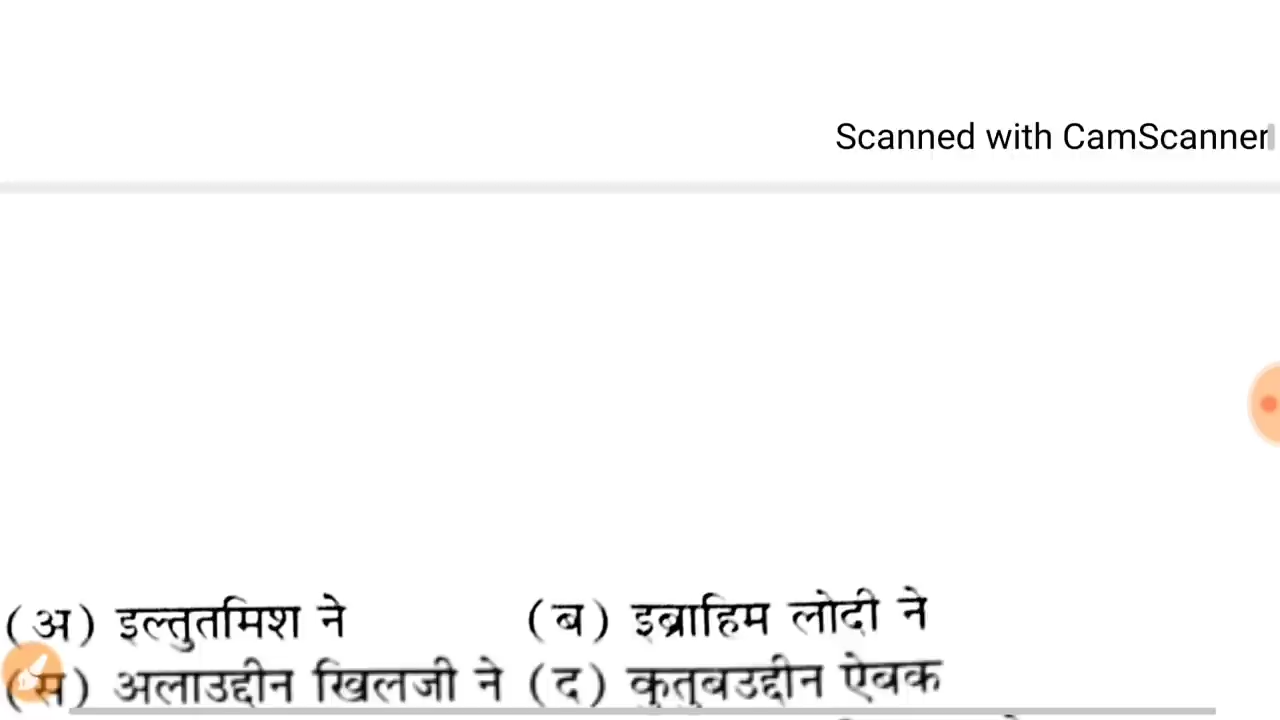 Scanned with CamScanner
(अ) इल्तुतमिश ने (ब) इब्राहिम लोदी ने
(स) अलाउद्दीन खिलजी ने (द) कुतुबउद्दीन ऐबक